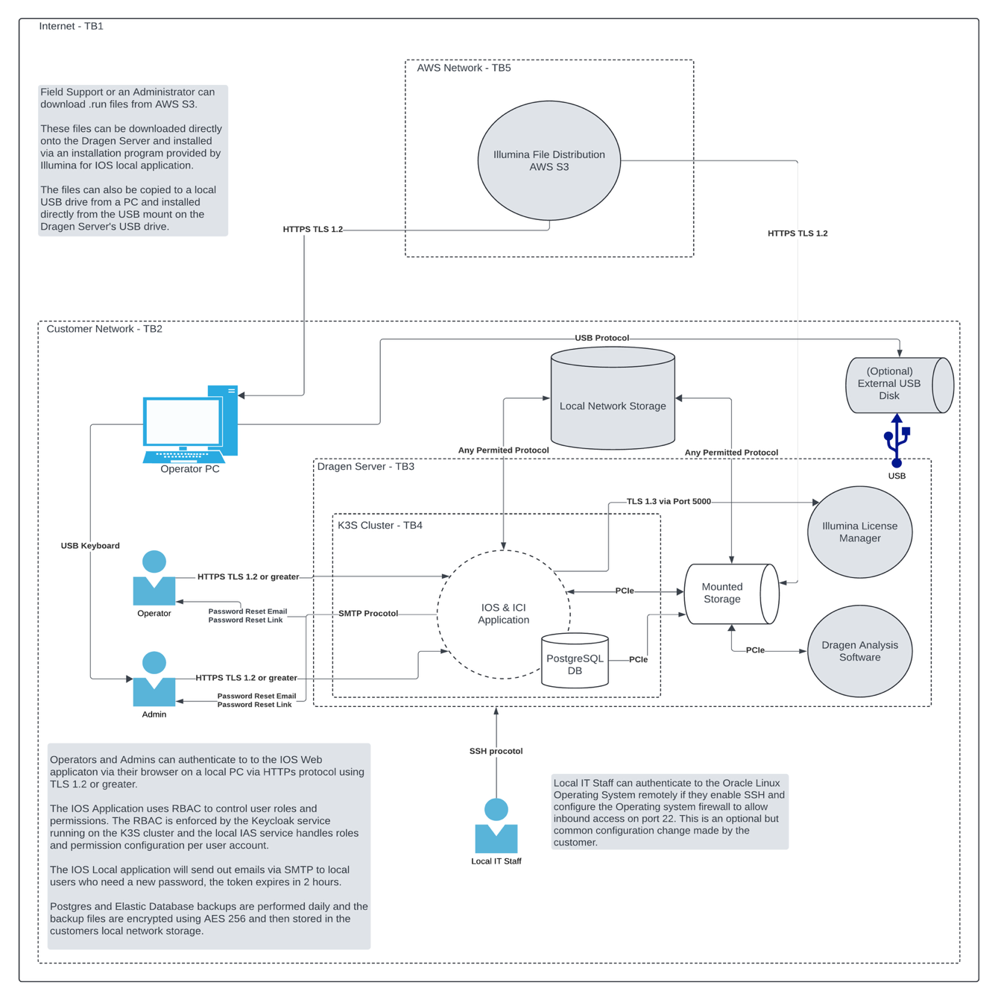 Internet - TB1
AWS Network - TB5
Field Support or an Administrator can
download .run files from AWS S3.
These files can be downloaded directly
onto the Dragen Server and installed
via an installation program provided by
Illumina for IOS local application.
The files can also be copied to a local
USB drive from a PC and installed
directly from the USB mount on the
Dragen Server's USB drive.
Illumina File Distribution
AWS S3
HTTPS TLS 1.2
HTTPS TLS 1.2
Customer Network - TB2
USB Protocol
(Optional)
External USB
Disk
Local Network Storage
Operator PC
Any Permited Protocol
Any Permitted Protocol
USB
Dragen Server - TB3
TLS 1.3 via Port 5000
K3S Cluster - TB4
Illumina License
Manager
USB Keyboard
HTTPS TLS 1.2 or greater
Operator
Password Reset Email
Password Reset Link
SMTP Procotol
IOS & ICI
Application
PCIe
Mounted
Storage
PostgreSQL
DB
PCIe
PCIe
Dragen Analysis
Software
HTTPS TLS 1.2 or greater
Password Reset Email
Password Reset Link
Admin
SSH procotol
Local IT Staff
Operators and Admins can authenticate to to the IOS Web
applicaton via their browser on a local PC via HTTPs protocol using
TLS 1.2 or greater.
The IOS Application uses RBAC to control user roles and
permissions. The RBAC is enforced by the Keycloak service
running on the K3S cluster and the local IAS service handles roles
and permission configuration per user account.
The IOS Local application will send out emails via SMTP to local
users who need a new password, the token expires in 2 hours.
Postgres and Elastic Database backups are performed daily and the
backup files are encrypted using AES 256 and then stored in the
customers local network storage.
Local IT Staff can authenticate to the Oracle Linux
Operating System remotely if they enable SSH and
configure the Operating system firewall to allow
inbound access on port 22. This is an optional but
common configuration change made by the
customer.